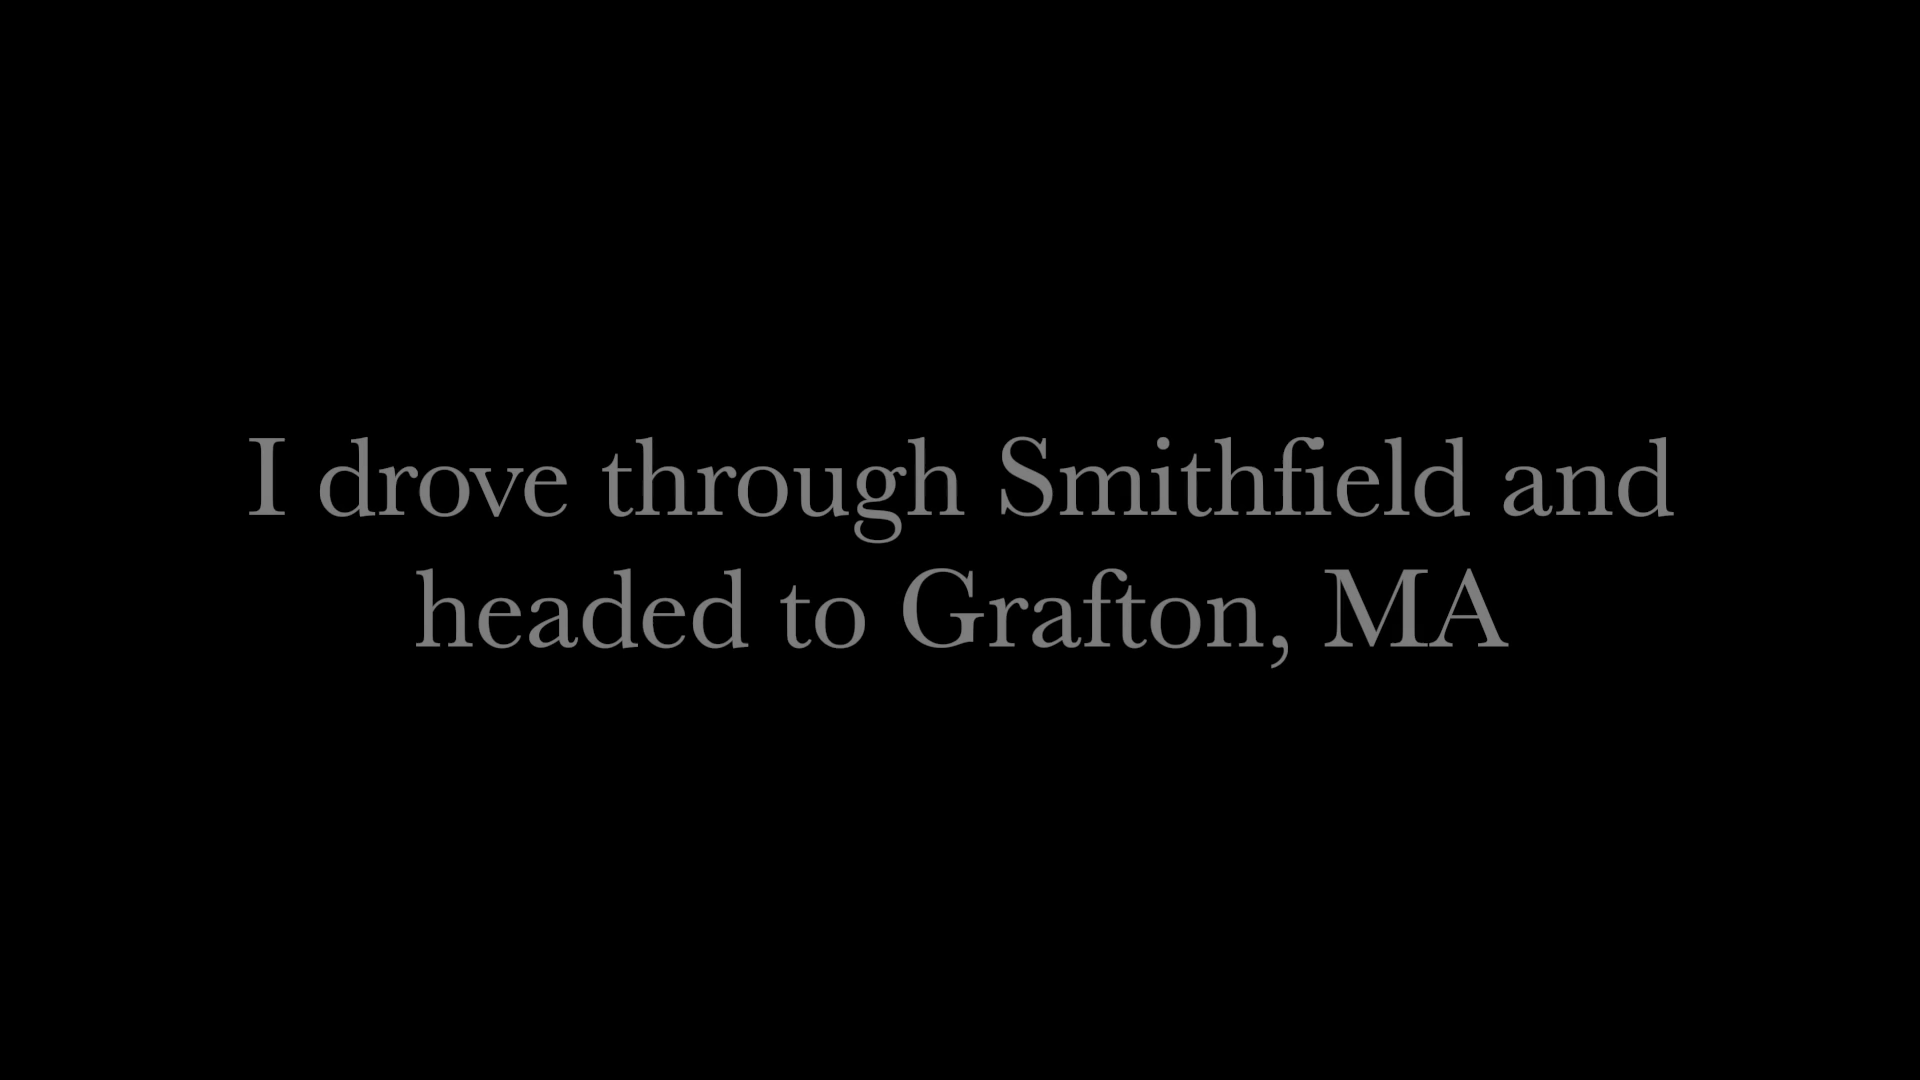 I drove through Smithfield and
headed to Grafton, MA